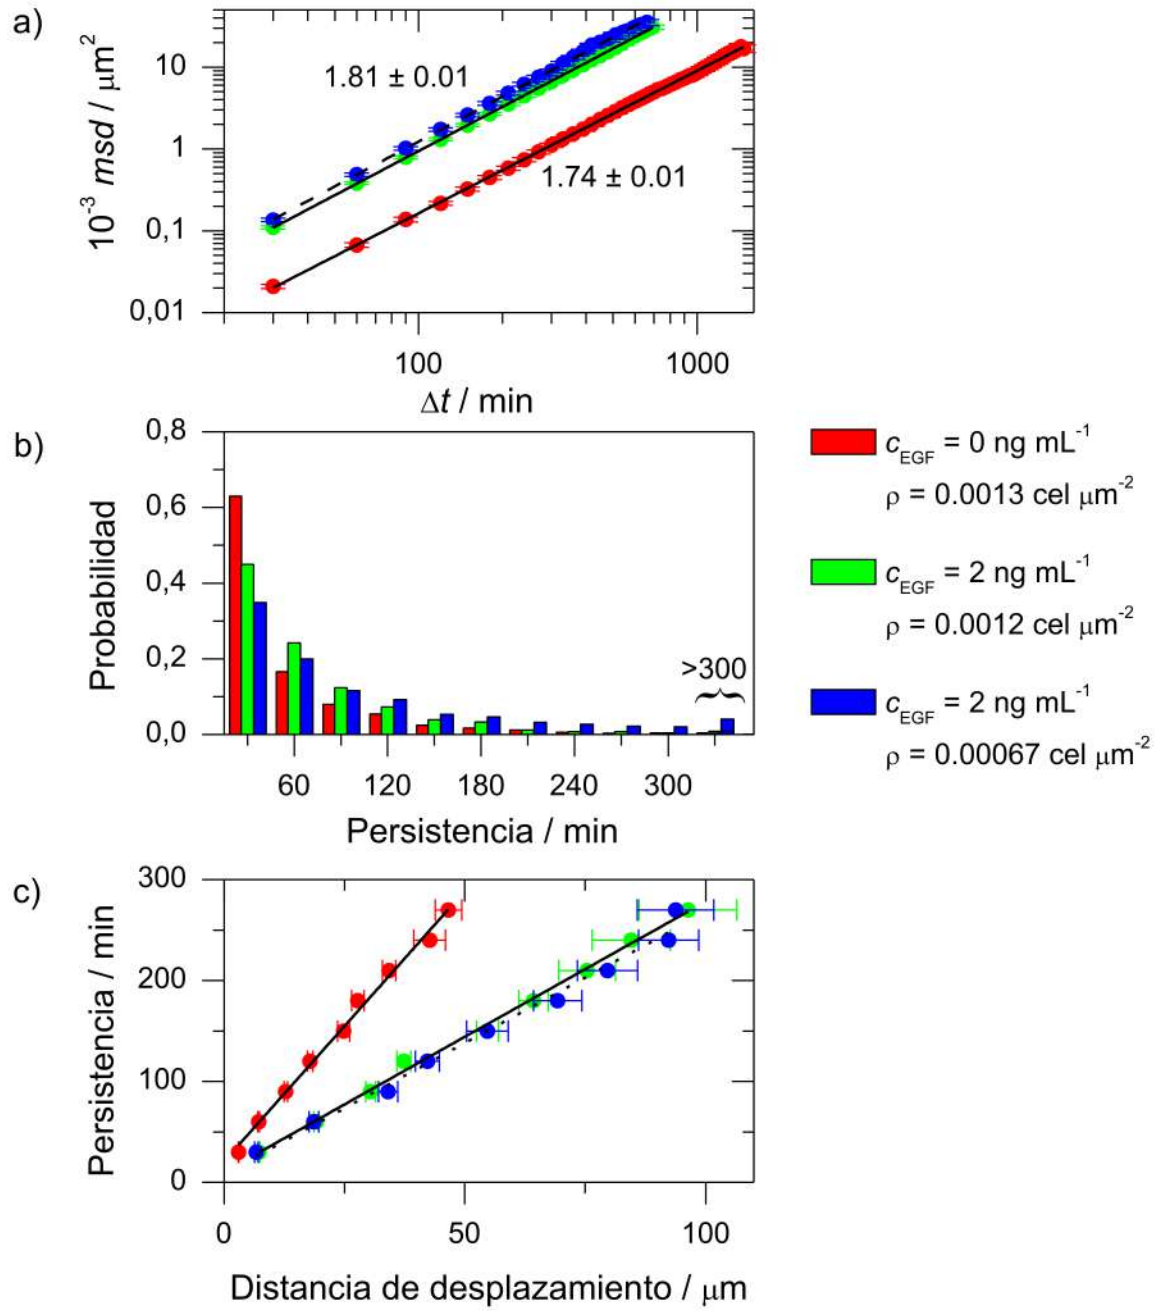 a)
10⁻³ msd / μm²
10
1
0,1
0,01
1.81 ± 0.01
1.74 ± 0.01
100 1000
Δt / min
b)
Probabilidad
0,8
0,6
0,4
0,2
0,0
>300
60 120 180 240 300
Persistencia / min
c_EGF = 0 ng mL⁻¹
ρ = 0.0013 cel μm⁻²
c_EGF = 2 ng mL⁻¹
ρ = 0.0012 cel μm⁻²
c_EGF = 2 ng mL⁻¹
ρ = 0.00067 cel μm⁻²
c)
Persistencia / min
300
200
100
0
0 50 100
Distancia de desplazamiento / μm